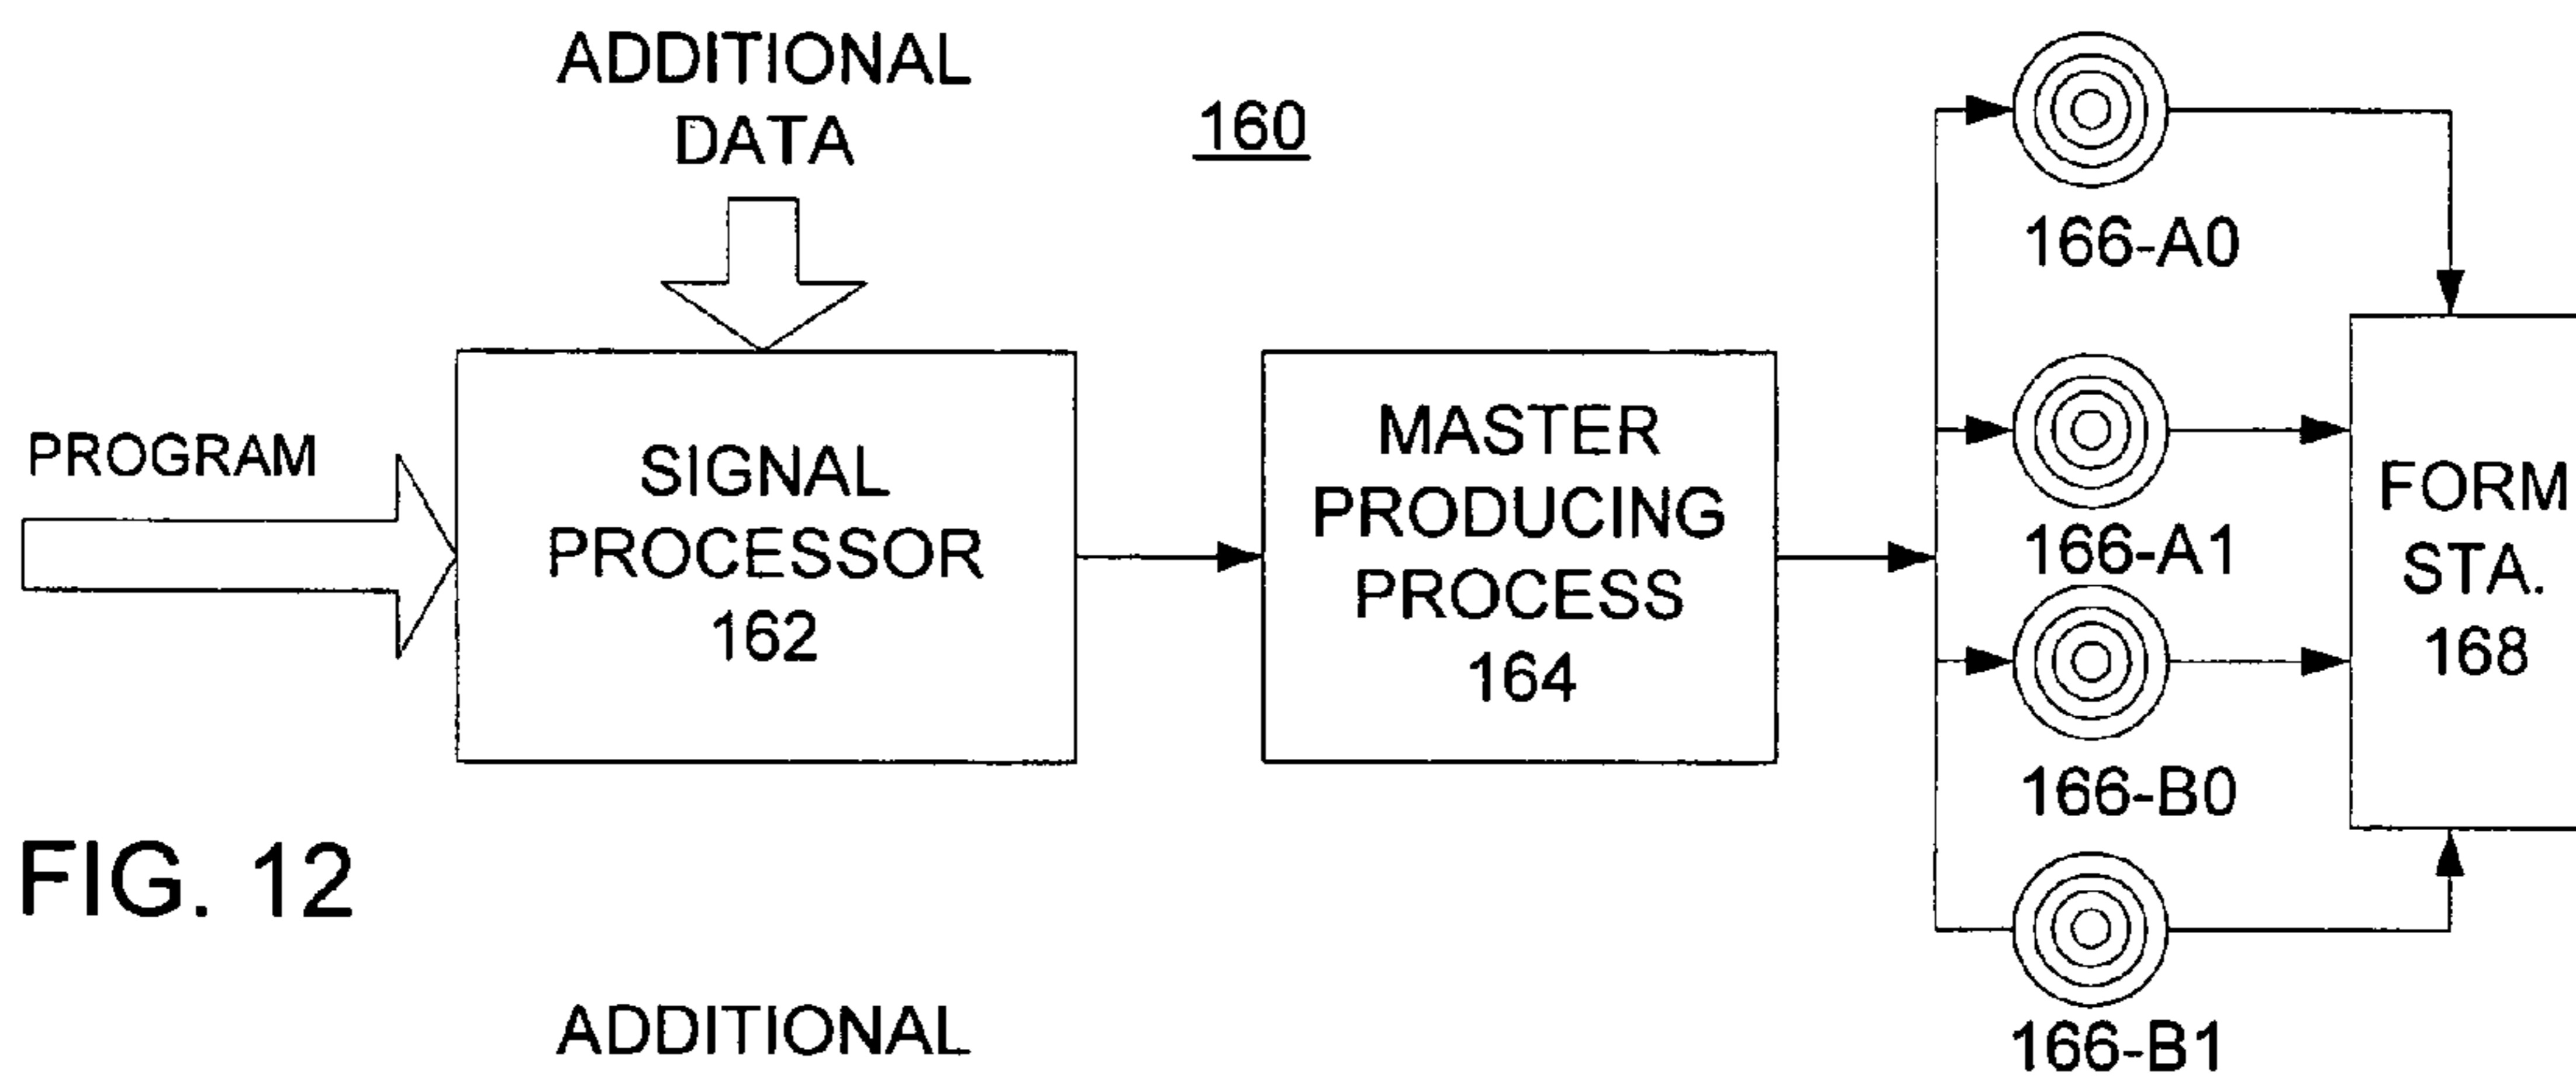 ADDITIONAL
DATA
160
PROGRAM
SIGNAL
PROCESSOR
162
MASTER
PRODUCING
PROCESS
164
166-A0
166-A1
166-B0
166-B1
FORM
STA.
168
FIG. 12
ADDITIONAL